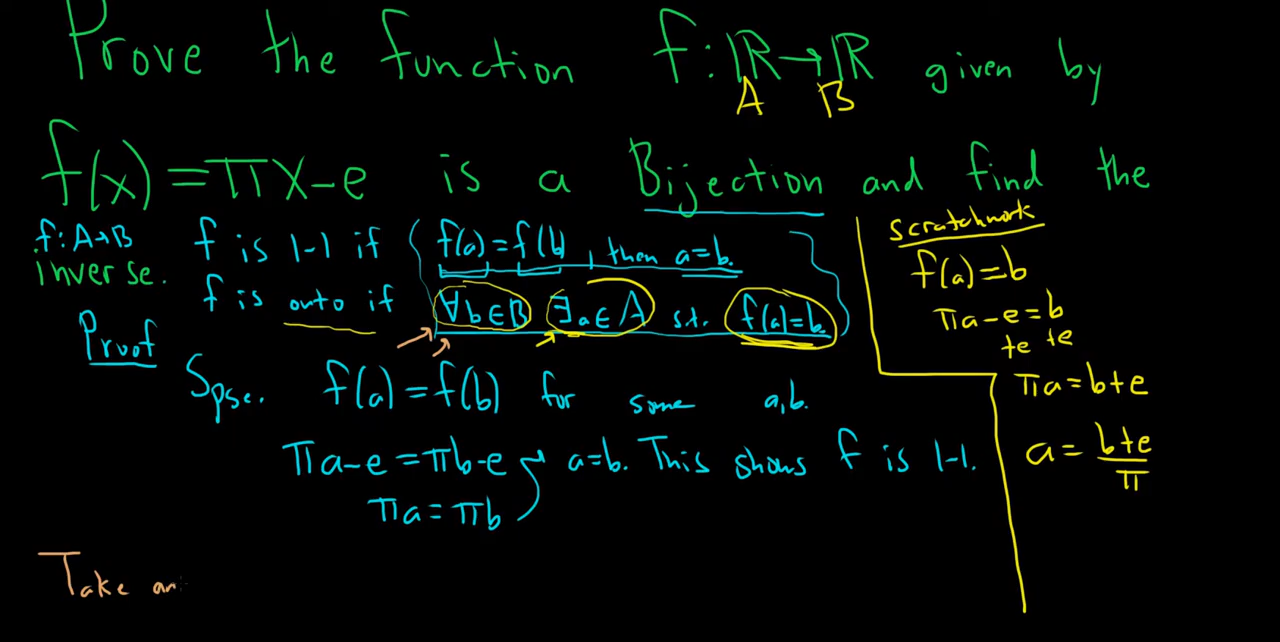 Prove the function f: ℝ → ℝ given by
A B
f(x) = πx - e is a Bijection and find the
f: A→B
inverse.
f is 1-1 if f(a) = f(b), then a = b.
f is onto if ∀b ∈ B ∃a ∈ A s.t. f(a) = b.
Proof
Spse. f(a) = f(b) for some a, b.
πa - e = πb - e a = b. This shows f is 1-1.
πa = πb
Take an
Scratchwork
f(a) = b
πa - e = b
+e +e
πa = b + e
a = (b + e)/π